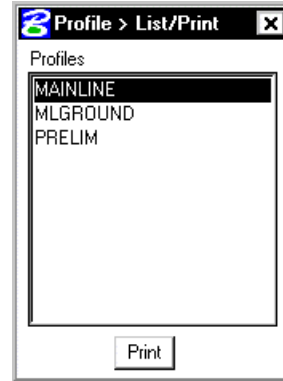 Profile > List/Print
Profiles
MAINLINE
MLGROUND
PRELIM
Print